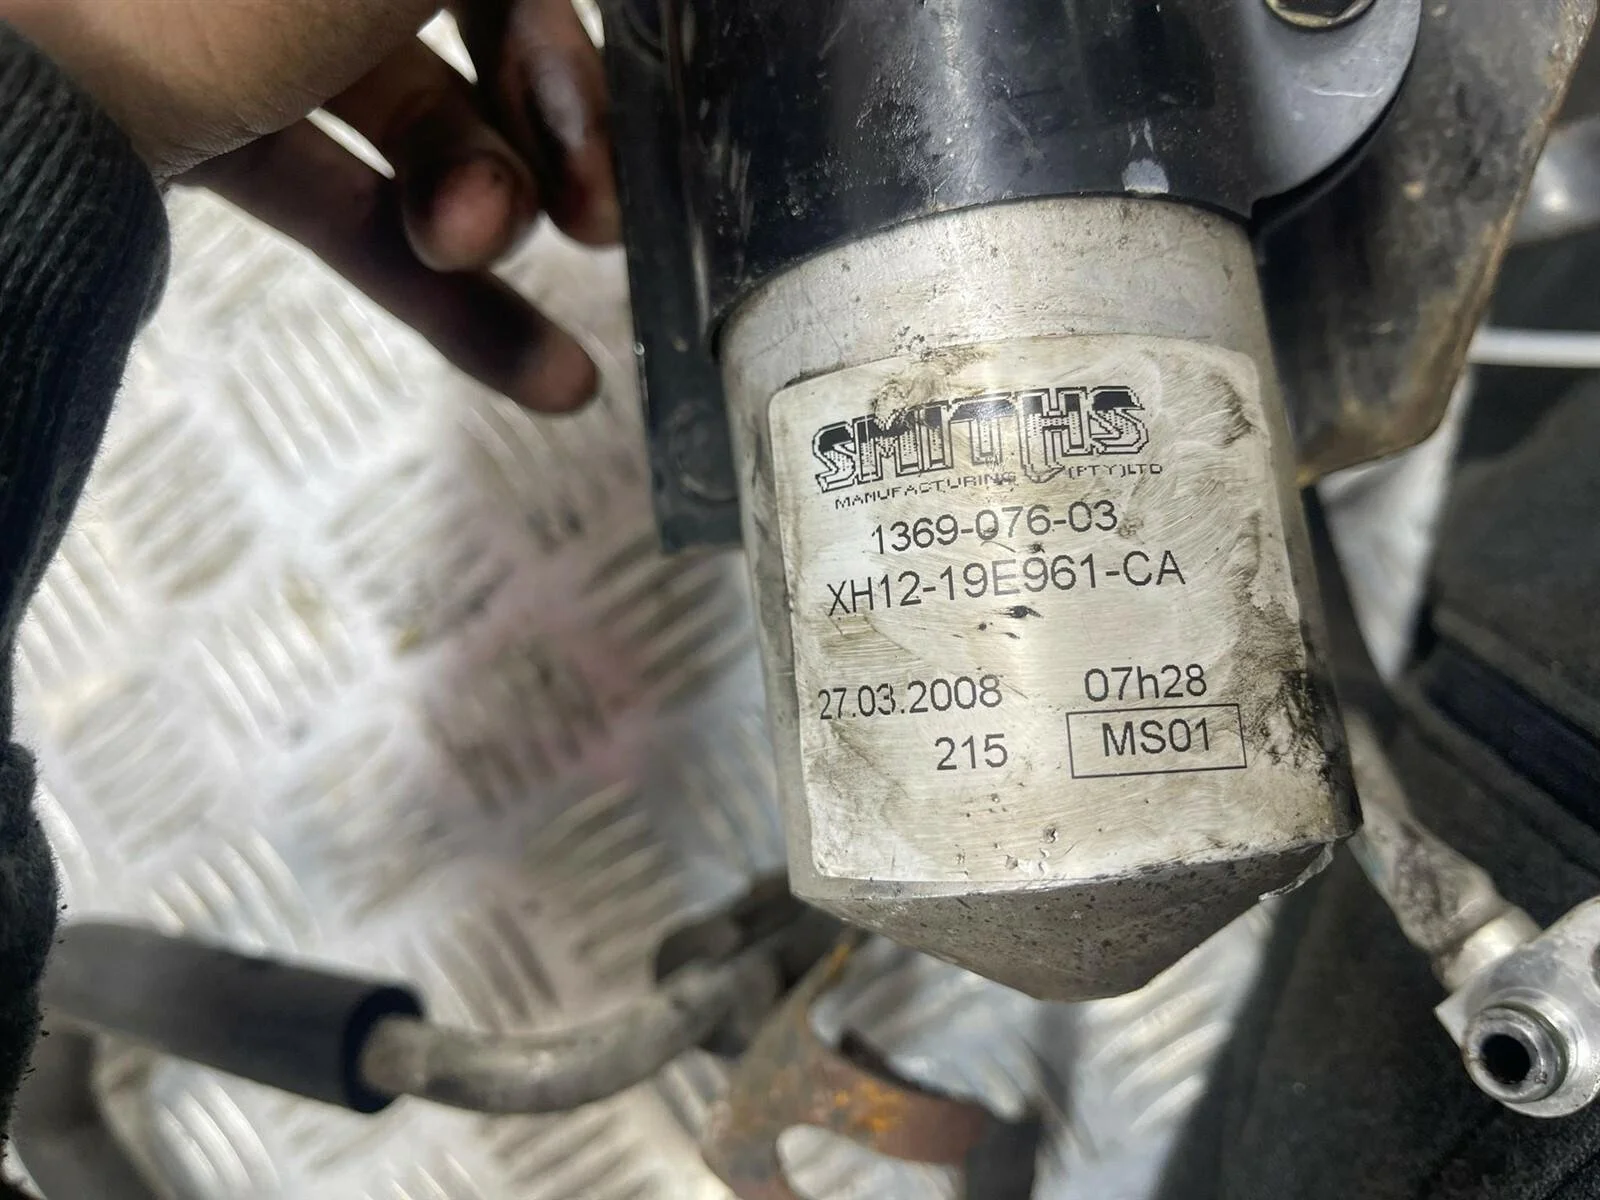 SMITHS
MANUFACTURING (PTY)LTD
1369-076-03
XH12-19E961-CA
27.03.2008 07h28
215 MS01